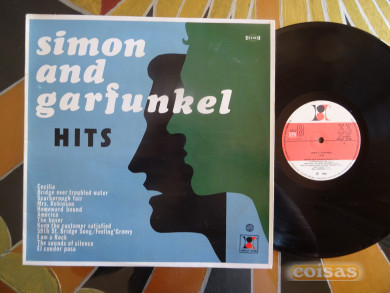 simon
and
garfunkel
HITS
Cecilia
Bridge over troubled water
Scarborough fair
Mrs. Robinson
Homeward bound
America
The boxer
Keep the customer satisfied
59th St. Bridge Song/Feeling'Groovy
I am a Rock
The sounds of silence
El condor pasa
coisas